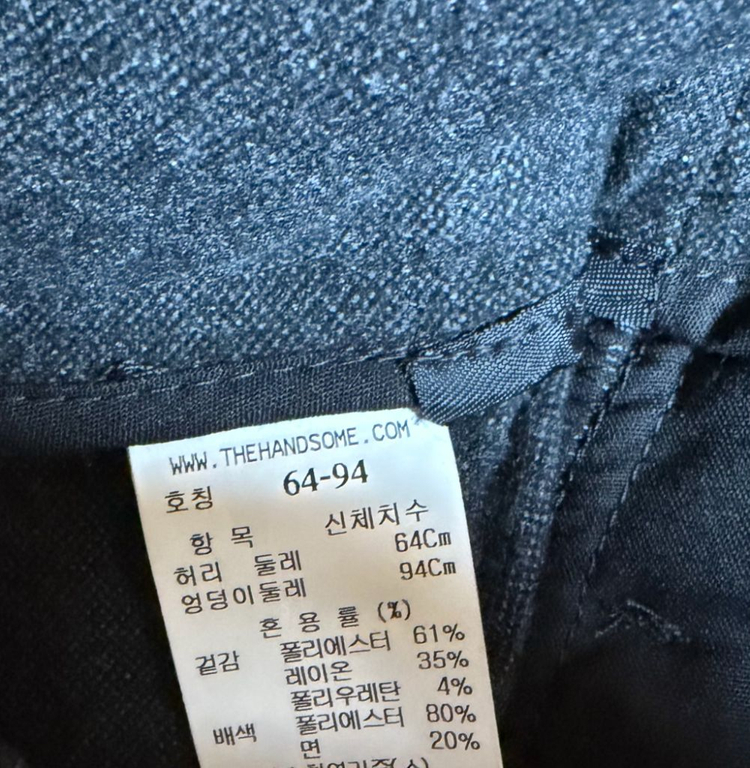 WWW.THEHANDSOME.COM
호칭 64-94
항 목 신체치수
허리 둘레 64Cm
엉덩이둘레 94Cm
혼 용 률 (%)
겉감 폴리에스터 61%
레이온 35%
폴리우레탄 4%
배색 폴리에스터 80%
면 20%